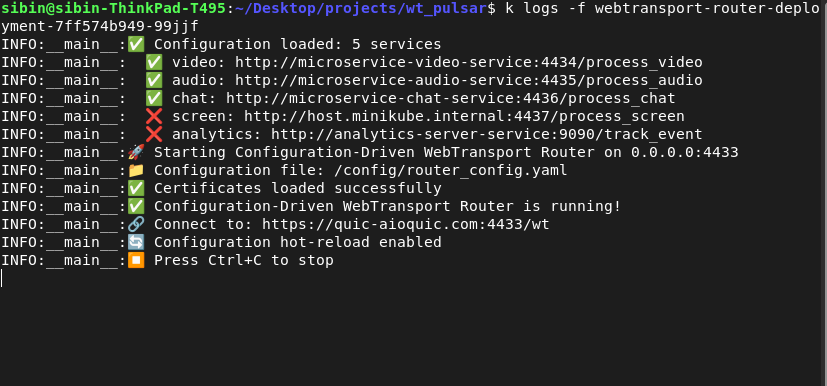 sibin@sibin-ThinkPad-T495:~/Desktop/projects/wt_pulsar$ k logs -f webtransport-router-deplo
yment-7ff574b949-99jjf
INFO:__main__:✅ Configuration loaded: 5 services
INFO:__main__:  ✅ video: http://microservice-video-service:4434/process_video
INFO:__main__:  ✅ audio: http://microservice-audio-service:4435/process_audio
INFO:__main__:  ✅ chat: http://microservice-chat-service:4436/process_chat
INFO:__main__:  ❌ screen: http://host.minikube.internal:4437/process_screen
INFO:__main__:  ❌ analytics: http://analytics-server-service:9090/track_event
INFO:__main__:🚀 Starting Configuration-Driven WebTransport Router on 0.0.0.0:4433
INFO:__main__:📁 Configuration file: /config/router_config.yaml
INFO:__main__:✅ Certificates loaded successfully
INFO:__main__:✅ Configuration-Driven WebTransport Router is running!
INFO:__main__:🔗 Connect to: https://quic-aioquic.com:4433/wt
INFO:__main__:🔄 Configuration hot-reload enabled
INFO:__main__:⏹️ Press Ctrl+C to stop